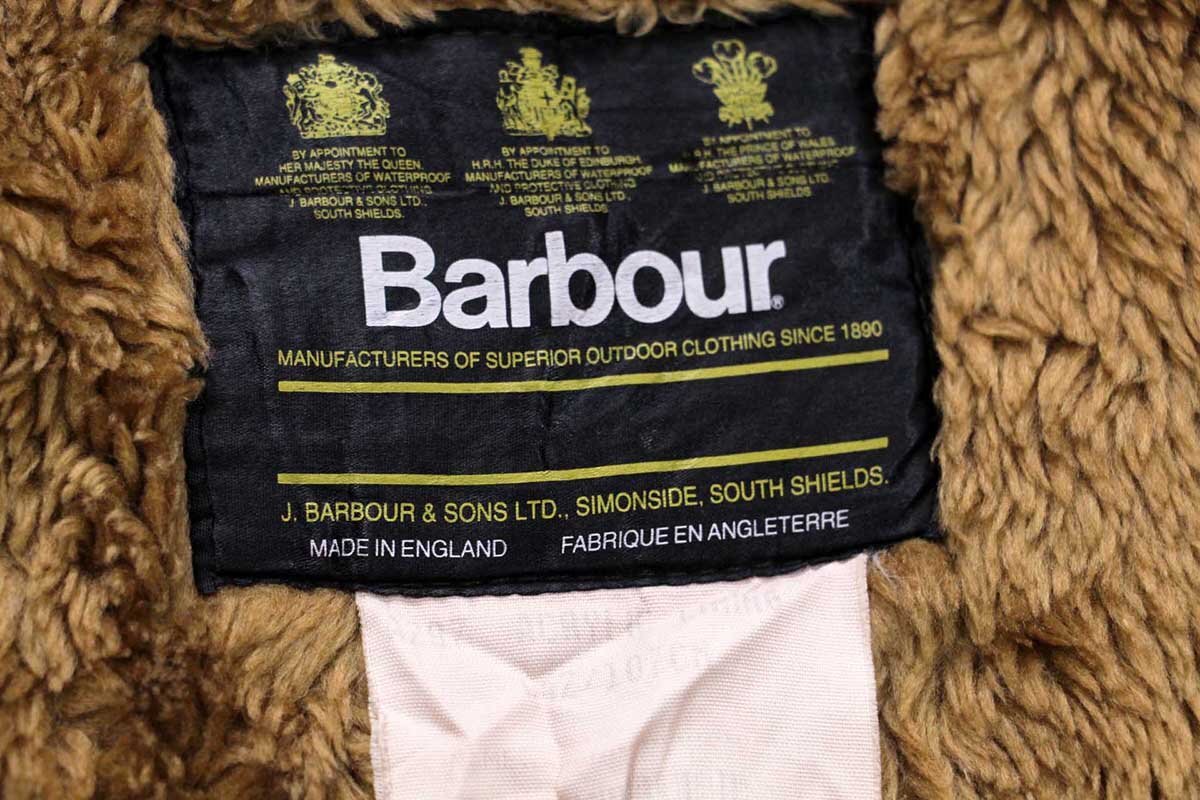 BY APPOINTMENT TO
HER MAJESTY THE QUEEN.
MANUFACTURERS OF WATERPROOF
AND PROTECTIVE CLOTHING
J. BARBOUR & SONS LTD.,
SOUTH SHIELDS.
BY APPOINTMENT TO
H.R.H. THE DUKE OF EDINBURGH.
MANUFACTURERS OF WATERPROOF
AND PROTECTIVE CLOTHING
J. BARBOUR & SONS LTD.,
SOUTH SHIELDS
BY APPOINTMENT TO
THE PRINCE OF WALES
MANUFACTURERS OF WATERPROOF
AND PROTECTIVE CLOTHING
J. BARBOUR & SONS LTD.
SOUTH SHIELDS
Barbour®
MANUFACTURERS OF SUPERIOR OUTDOOR CLOTHING SINCE 1890
J. BARBOUR & SONS LTD., SIMONSIDE, SOUTH SHIELDS.
MADE IN ENGLAND FABRIQUE EN ANGLETERRE